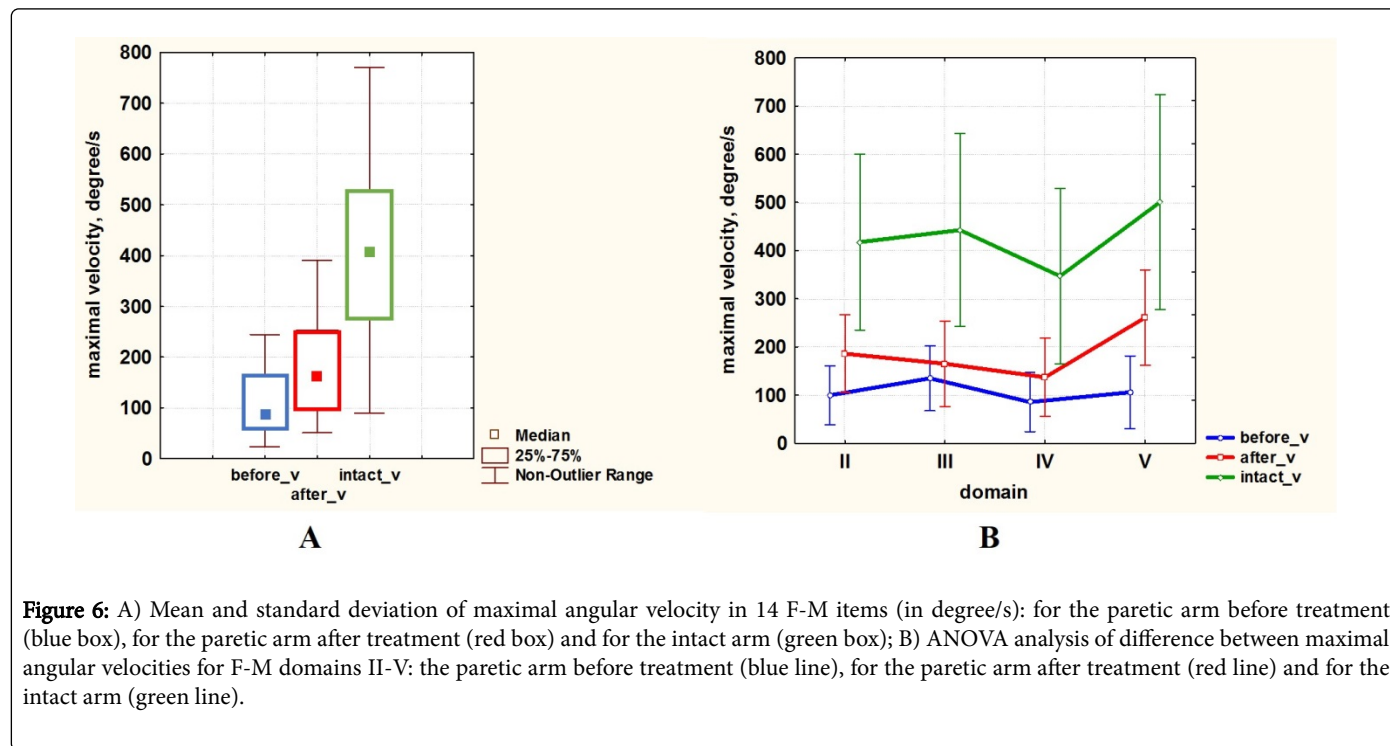 800
700
600
500
400
300
200
100
0
maximal velocity, degree/s
before_v
after_v
intact_v
Median
25%-75%
Non-Outlier Range
A
800
700
600
500
400
300
200
100
0
maximal velocity, degree/s
II III IV V
domain
before_v
after_v
intact_v
B
Figure 6: A) Mean and standard deviation of maximal angular velocity in 14 F-M items (in degree/s): for the paretic arm before treatment
(blue box), for the paretic arm after treatment (red box) and for the intact arm (green box); B) ANOVA analysis of difference between maximal
angular velocities for F-M domains II-V: the paretic arm before treatment (blue line), for the paretic arm after treatment (red line) and for the
intact arm (green line).